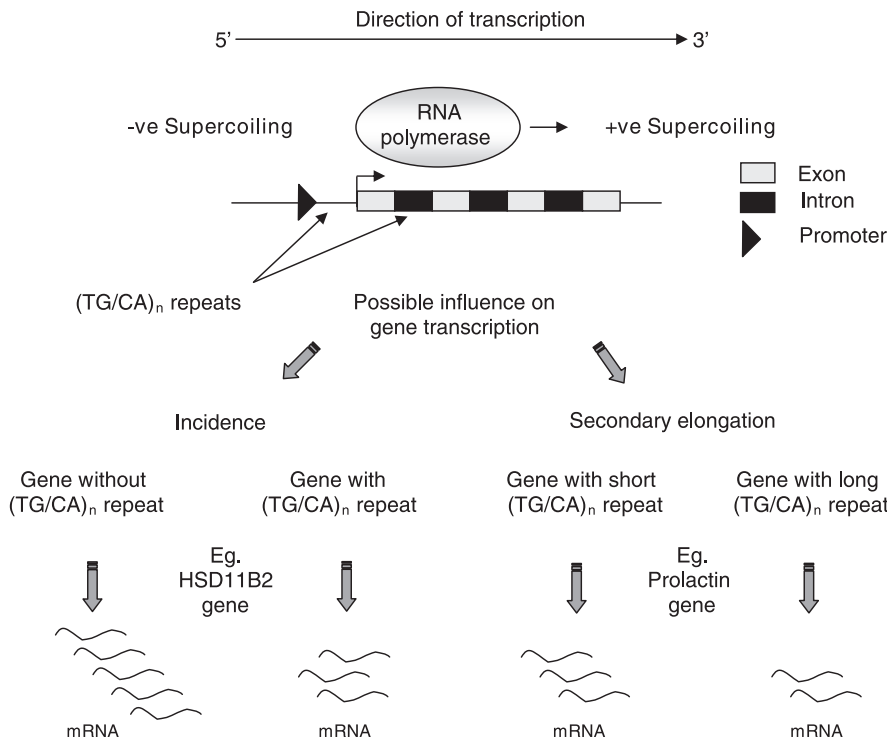 Direction of transcription
5’ 3’
-ve Supercoiling
RNA
polymerase
+ve Supercoiling
Exon
Intron
Promoter
(TG/CA)n repeats
Possible influence on
gene transcription
Incidence
Secondary elongation
Gene without
(TG/CA)n repeat
Gene with
(TG/CA)n repeat
Gene with short
(TG/CA)n repeat
Gene with long
(TG/CA)n repeat
Eg.
HSD11B2
gene
Eg.
Prolactin
gene
mRNA
mRNA
mRNA
mRNA